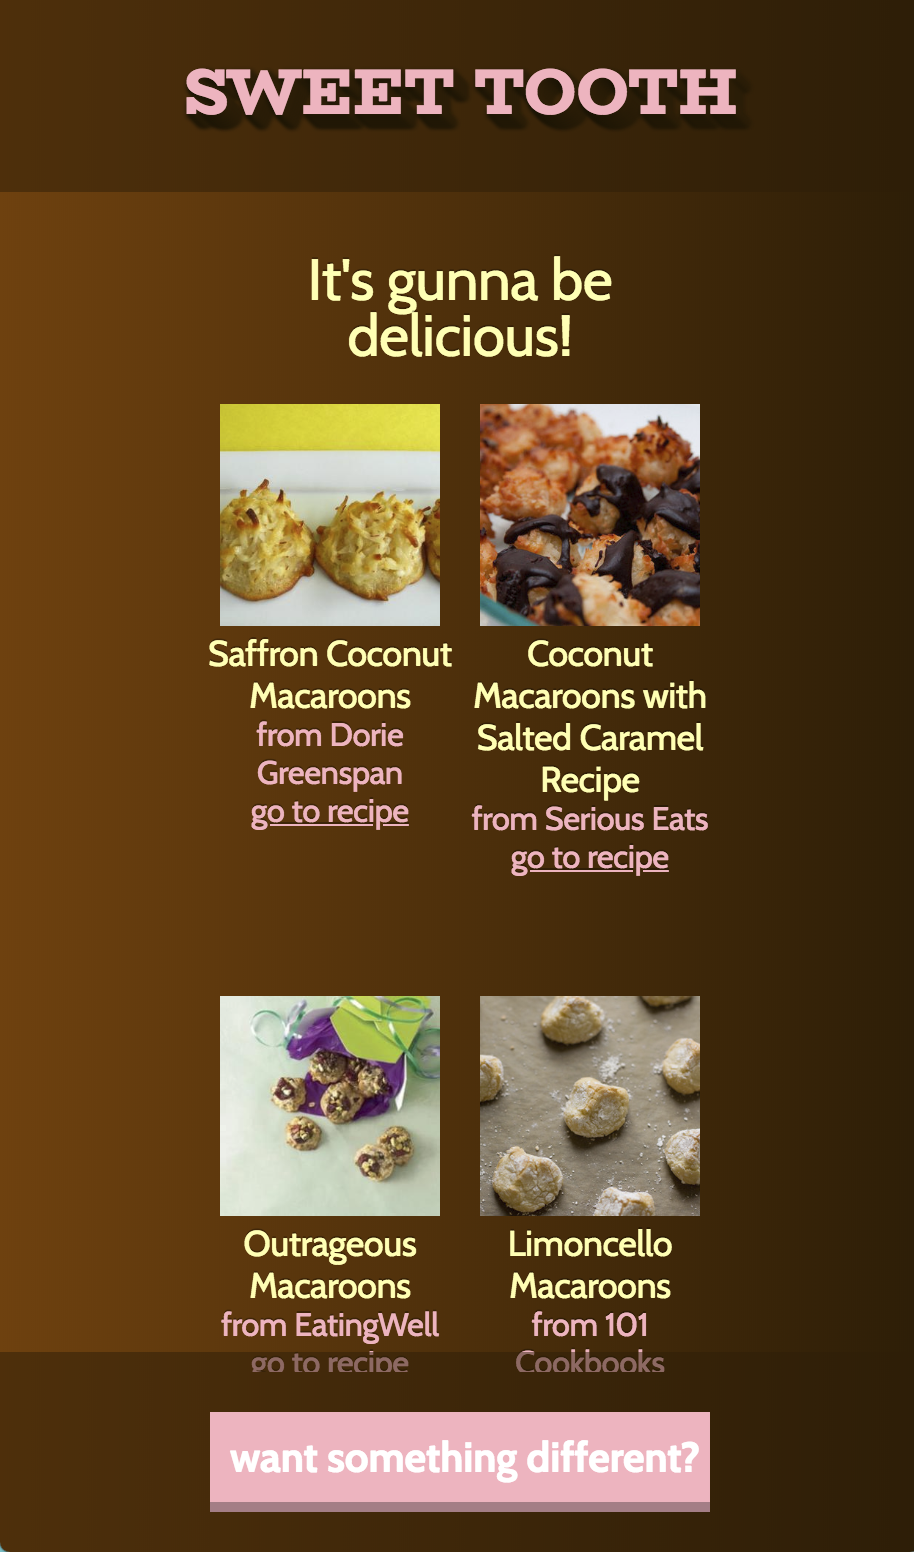 SWEET TOOTH
It's gunna be
delicious!
Saffron Coconut
Macaroons
from Dorie
Greenspan
go to recipe
Coconut
Macaroons with
Salted Caramel
Recipe
from Serious Eats
go to recipe
Outrageous
Macaroons
from EatingWell
go to recipe
Limoncello
Macaroons
from 101
Cookbooks
want something different?